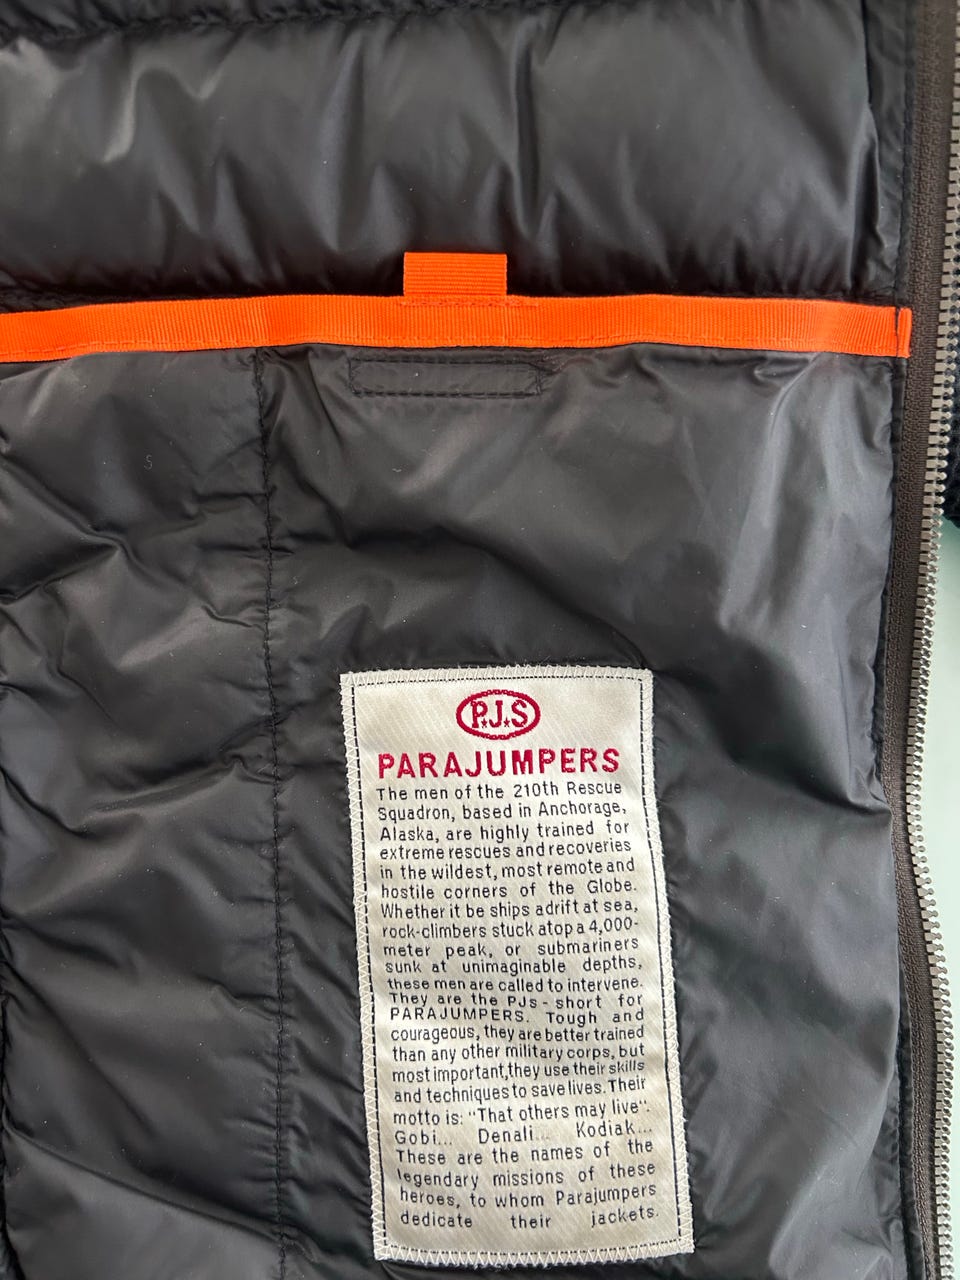 P.J.S
PARAJUMPERS
The men of the 210th Rescue
Squadron, based in Anchorage,
Alaska, are highly trained for
extreme rescues and recoveries
in the wildest, most remote and
hostile corners of the Globe.
Whether it be ships adrift at sea,
rock-climbers stuck atop a 4,000-
meter peak, or submariners
sunk at unimaginable depths,
these men are called to intervene.
They are the PJs - short for
PARAJUMPERS. Tough and
courageous, they are better trained
than any other military corps, but
most important,they use their skills
and techniques to save lives. Their
motto is: "That others may live".
Gobi... Denali... Kodiak...
These are the names of the
legendary missions of these
heroes, to whom Parajumpers
dedicate their jackets.